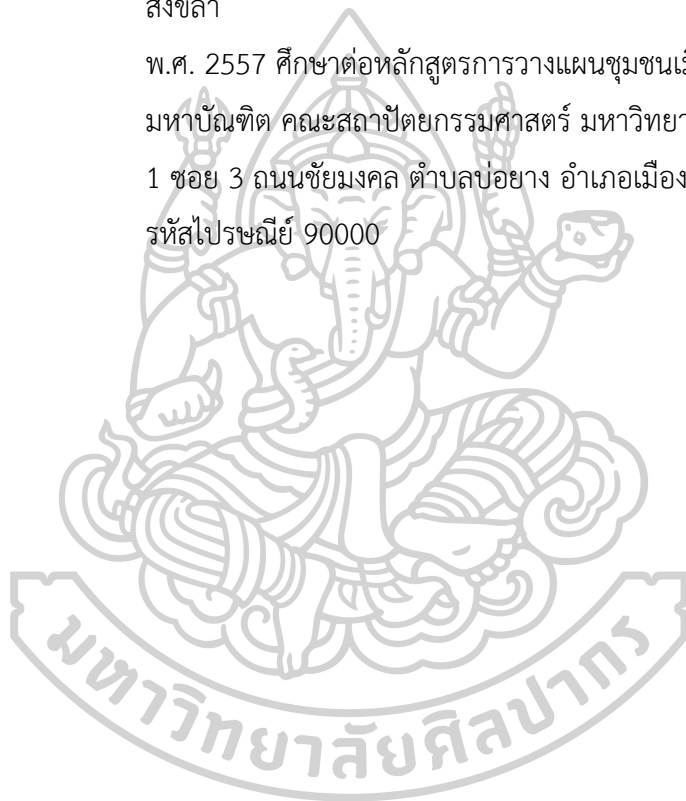 สงขลา
พ.ศ. 2557 ศึกษาต่อหลักสูตรการวางแผนชุมชนเมื
มหาบัณฑิต คณะสถาปัตยกรรมศาสตร์ มหาวิทยา
1 ซอย 3 ถนนชัยมงคล ตำบลบ่อยาง อำเภอเมือง
รหัสไปรษณีย์ 90000
มหาวิทยาลัยศิลปากร